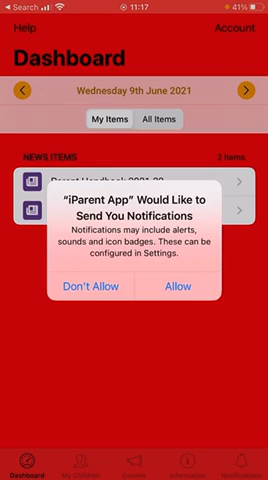 Search 11:17 41%
Help Account
Dashboard
Wednesday 9th June 2021
My Items All Items
NEWS ITEMS 2 items
Parent Handbook 2021-22
“iParent App” Would Like to
Send You Notifications
Notifications may include alerts,
sounds and icon badges. These can be
configured in Settings.
Don't Allow Allow
Dashboard My Children Comms Information Notifications